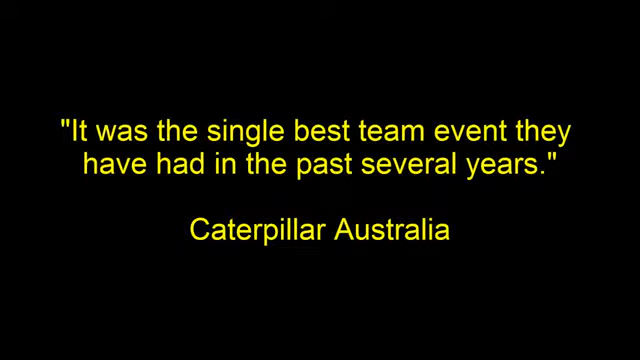 "It was the single best team event they
have had in the past several years."
Caterpillar Australia